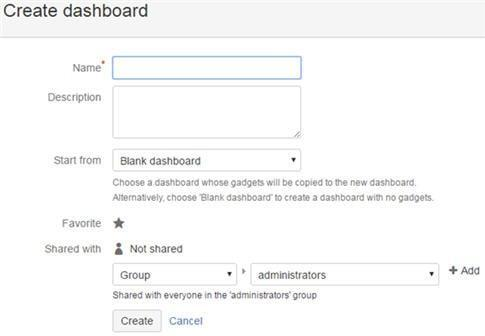 Create dashboard
Name*
Description
Start from Blank dashboard
Choose a dashboard whose gadgets will be copied to the new dashboard.
Alternatively, choose 'Blank dashboard' to create a dashboard with no gadgets.
Favorite
Shared with Not shared
Group administrators + Add
Shared with everyone in the 'administrators' group
Create Cancel